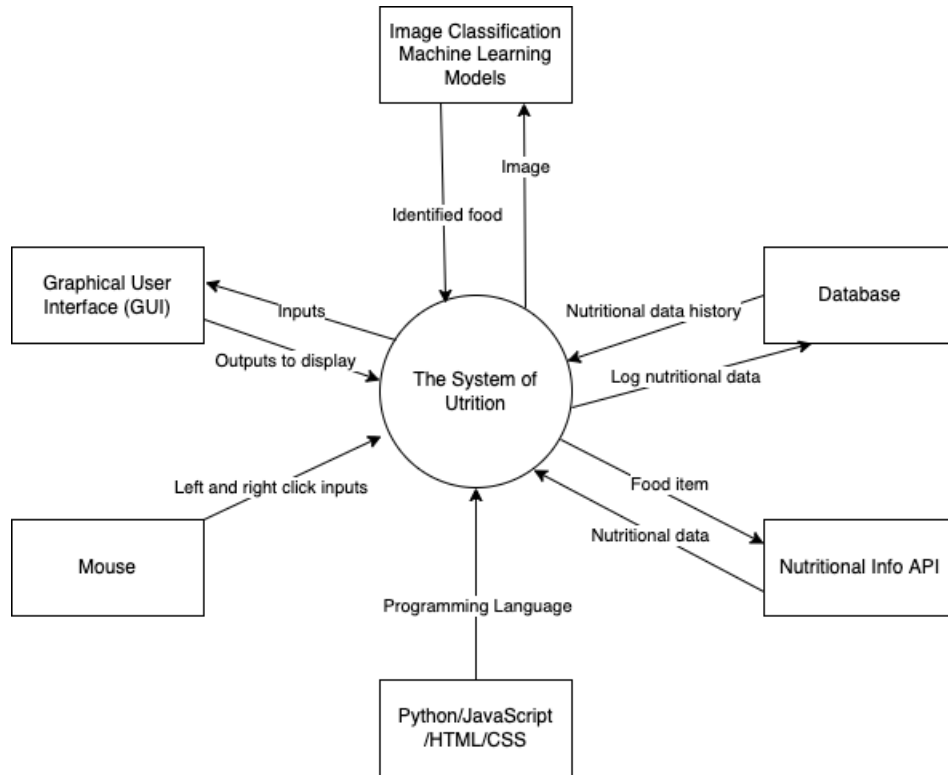 Image Classification
Machine Learning
Models
Image
Identified food
Graphical User
Interface (GUI)
Inputs
Outputs to display
Nutritional data history
Database
Log nutritional data
The System of
Utrition
Left and right click inputs
Mouse
Food item
Nutritional data
Nutritional Info API
Programming Language
Python/JavaScript
/HTML/CSS